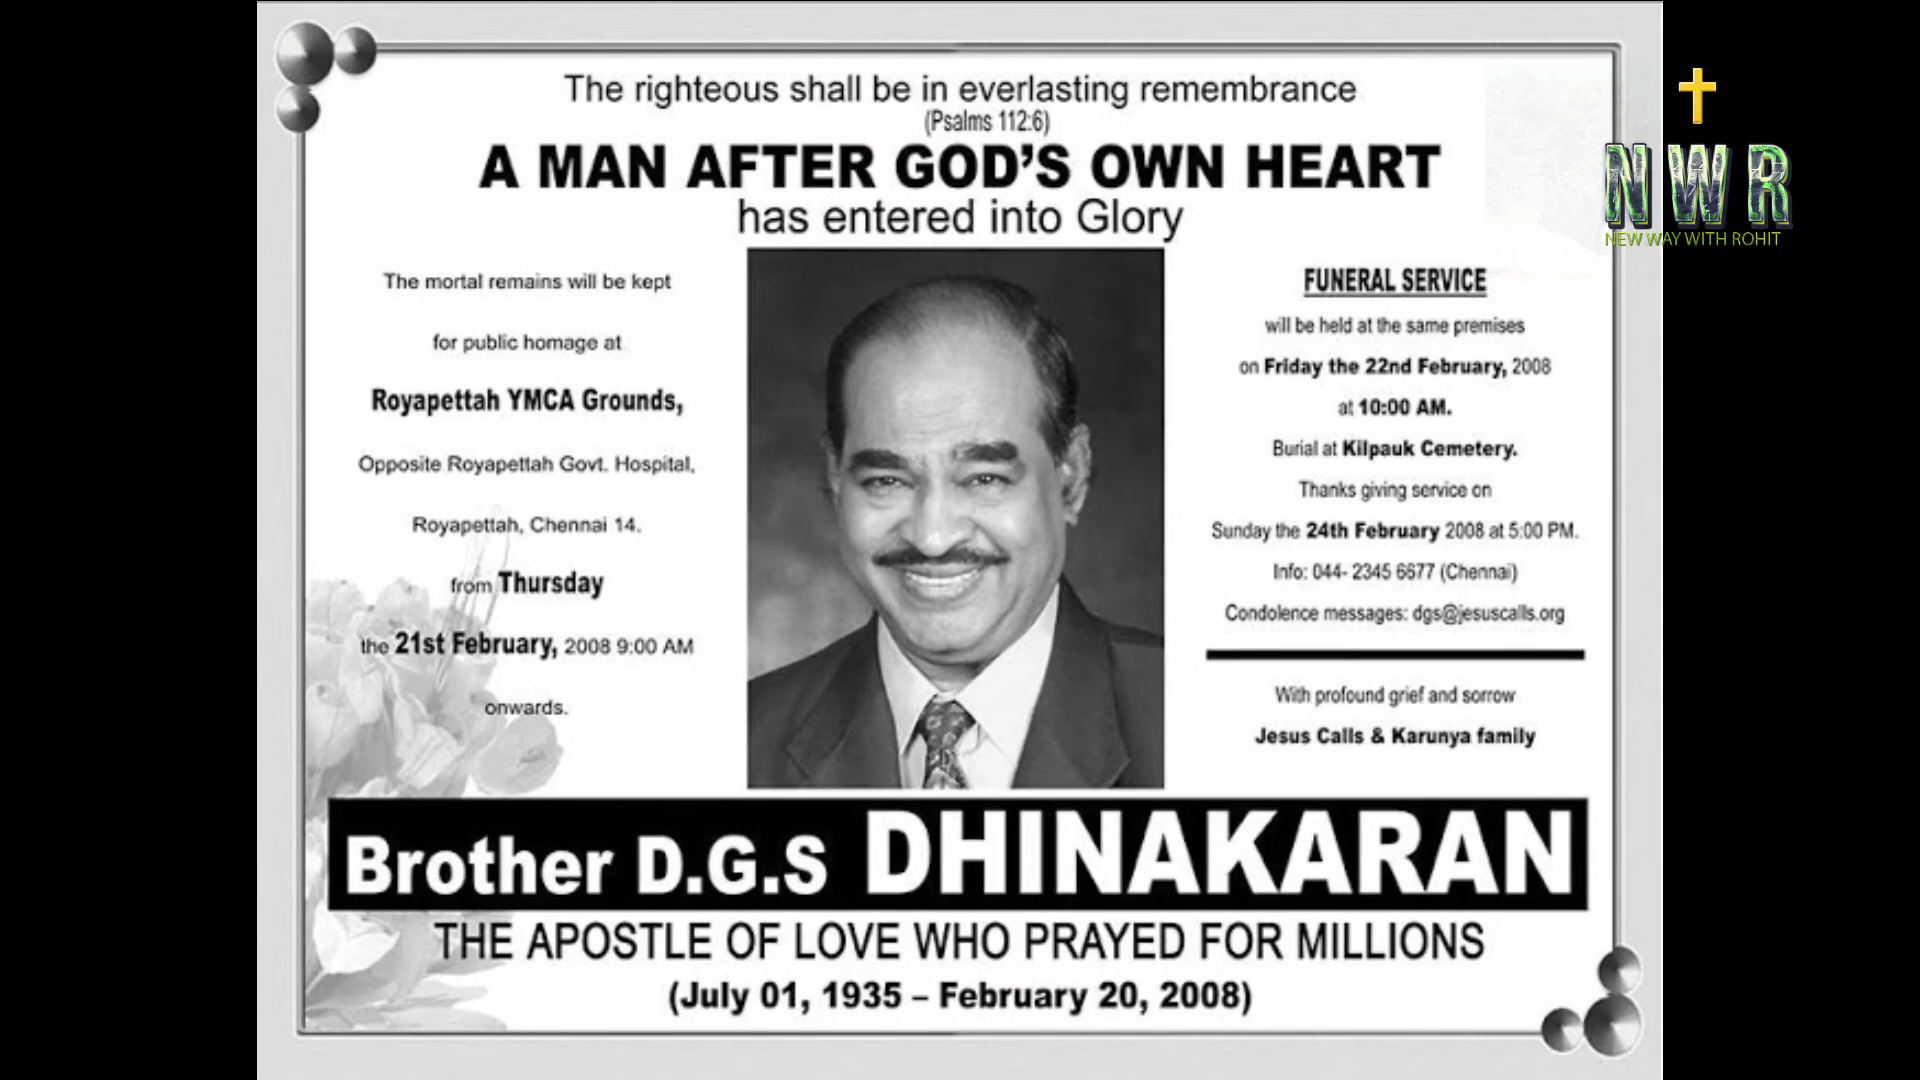 The righteous shall be in everlasting remembrance
(Psalms 112:6)
A MAN AFTER GOD'S OWN HEART
has entered into Glory
The mortal remains will be kept
for public homage at
Royapettah YMCA Grounds,
Opposite Royapettah Govt. Hospital,
Royapettah, Chennai 14.
from Thursday
the 21st February, 2008 9:00 AM
onwards.
FUNERAL SERVICE
will be held at the same premises
on Friday the 22nd February, 2008
at 10:00 AM.
Burial at Kilpauk Cemetery.
Thanks giving service on
Sunday the 24th February 2008 at 5:00 PM.
Info: 044- 2345 6677 (Chennai)
Condolence messages: dgs@jesuscalls.org
With profound grief and sorrow
Jesus Calls & Karunya family
Brother D.G.S DHINAKARAN
THE APOSTLE OF LOVE WHO PRAYED FOR MILLIONS
(July 01, 1935 – February 20, 2008)
NWR
NEW WAY WITH ROHIT